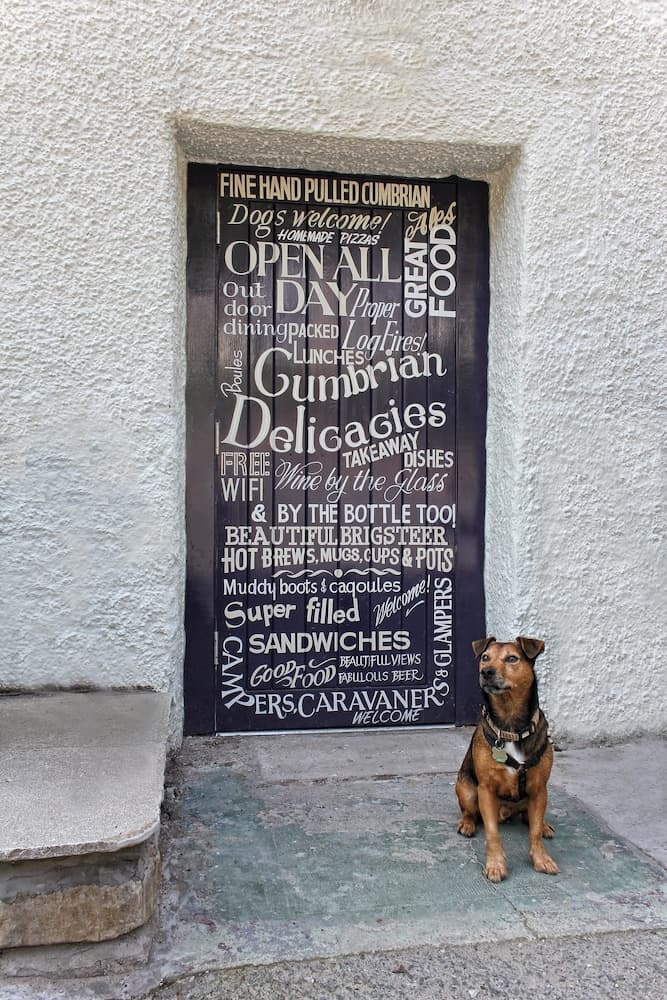 FINE HAND PULLED CUMBRIAN
Ales
Dogs welcome!
HOMEMADE PIZZAS
GREAT
FOOD
OPEN ALL
DAY
Out
door
dining
Proper
Log Fires!
PACKED
LUNCHES
Boules
Cumbrian
Delicacies
TAKEAWAY
DISHES
FREE
WIFI
Wine by the Glass
& BY THE BOTTLE TOO!
BEAUTIFUL BRIGSTEER
HOT BREWS, MUGS, CUPS & POTS
Muddy boots & cagoules
Welcome!
Super filled
SANDWICHES
GOOD FOOD
BEAUTIFUL VIEWS
FABULOUS BEER
CAMPERS, CARAVANERS & GLAMPERS
WELCOME